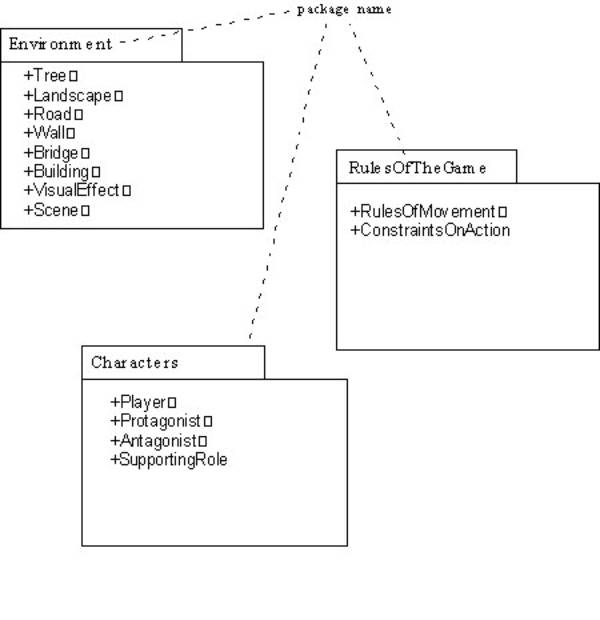 package name
Environment
+Tree▯
+Landscape▯
+Road▯
+Wall▯
+Bridge▯
+Building▯
+VisualEffect▯
+Scene▯
RulesOfTheGame
+RulesOfMovement▯
+ConstraintsOnAction
Characters
+Player▯
+Protagonist▯
+Antagonist▯
+SupportingRole